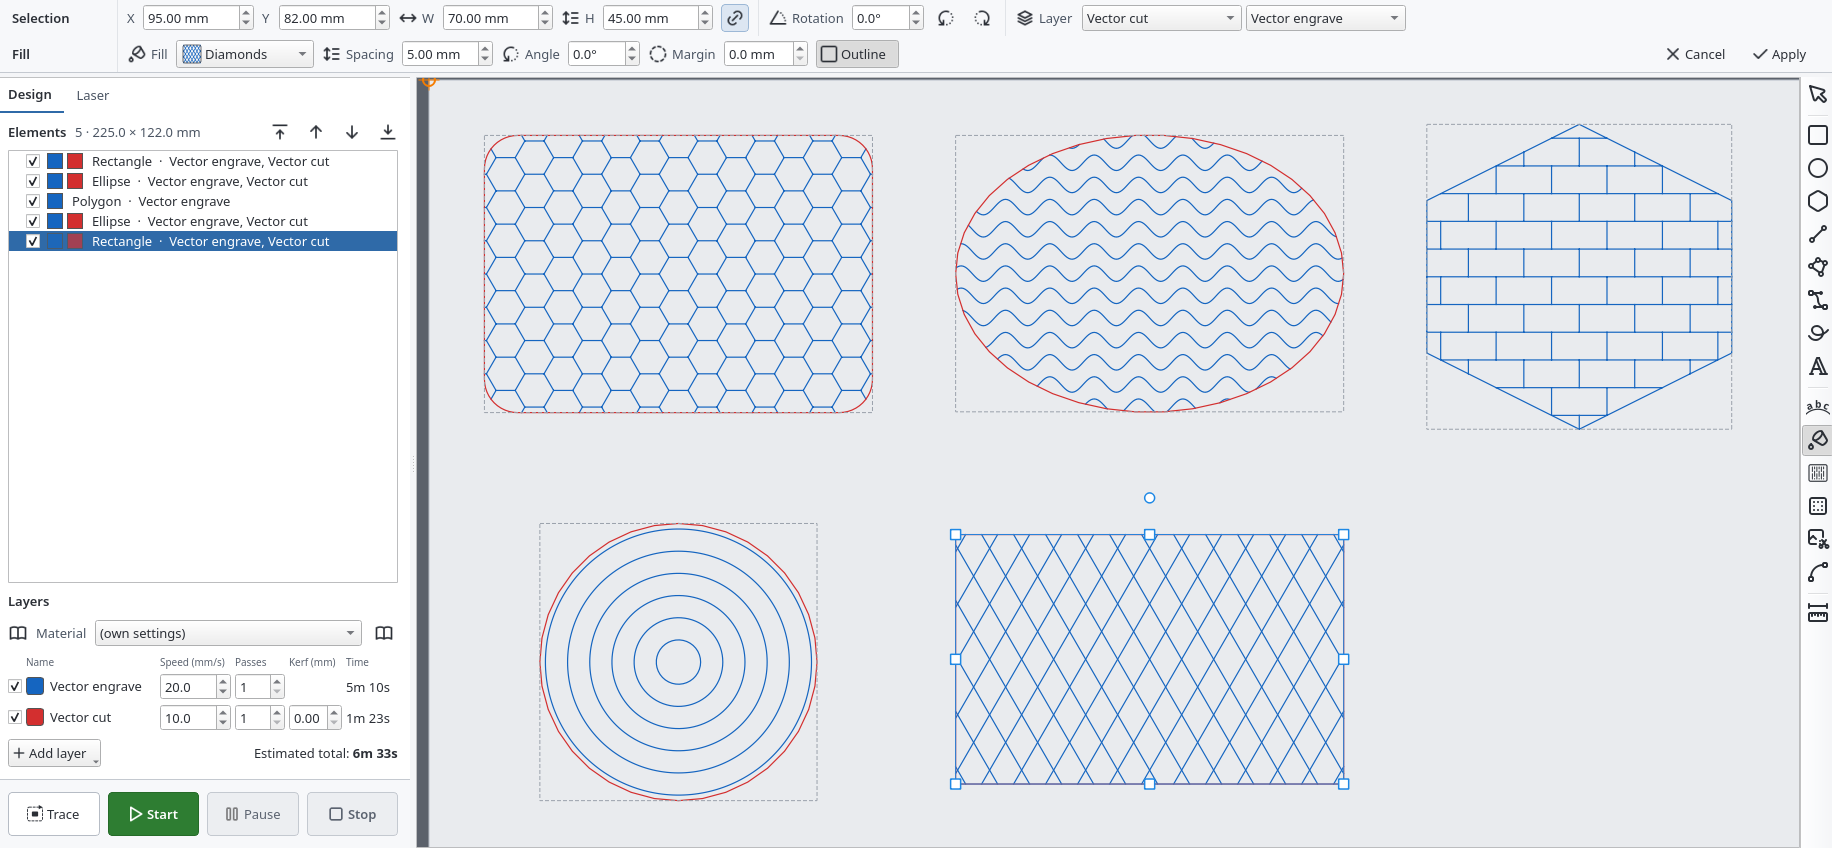 Selection X 95.00 mm Y 82.00 mm W 70.00 mm H 45.00 mm Rotation 0.0° Layer Vector cut Vector engrave
Fill Fill Diamonds Spacing 5.00 mm Angle 0.0° Margin 0.0 mm Outline Cancel Apply
Design Laser
Elements 5 · 225.0 × 122.0 mm
Rectangle · Vector engrave, Vector cut
Ellipse · Vector engrave, Vector cut
Polygon · Vector engrave
Ellipse · Vector engrave, Vector cut
Rectangle · Vector engrave, Vector cut
Layers
Material (own settings)
Name Speed (mm/s) Passes Kerf (mm) Time
Vector engrave 20.0 1 5m 10s
Vector cut 10.0 1 0.00 1m 23s
+ Add layer Estimated total: 6m 33s
Trace Start Pause Stop
A
abc